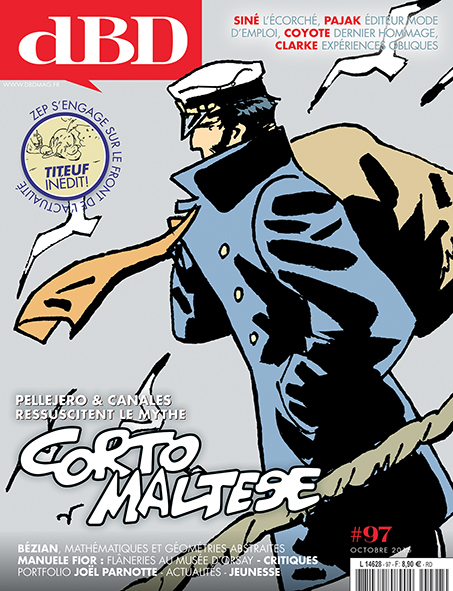 dBD
WWW.DBDMAG.FR
SINÉ L'ÉCORCHÉ, PAJAK ÉDITEUR MODE
D'EMPLOI, COYOTE DERNIER HOMMAGE,
CLARKE EXPÉRIENCES OBLIQUES
ZEP S'ENGAGE SUR LE FRONT DE L'ACTUALITÉ
TITEUF
INÉDIT!
PELLEJERO & CANALES
RESSUSCITENT LE MYTHE
CORTO
MALTESE
#97
OCTOBRE 2015
BÉZIAN, MATHÉMATIQUES ET GÉOMÉTRIES ABSTRAITES
MANUELE FIOR : FLÂNERIES AU MUSÉE D'ORSAY - CRITIQUES
PORTFOLIO JOËL PARNOTTE - ACTUALITÉS - JEUNESSE
L 14628 - 97 - F: 8,90 € - RD